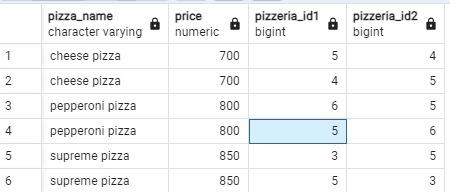 pizza_name price pizzeria_id1 pizzeria_id2
character varying numeric bigint bigint
1 cheese pizza 700 5 4
2 cheese pizza 700 4 5
3 pepperoni pizza 800 6 5
4 pepperoni pizza 800 5 6
5 supreme pizza 850 3 5
6 supreme pizza 850 5 3